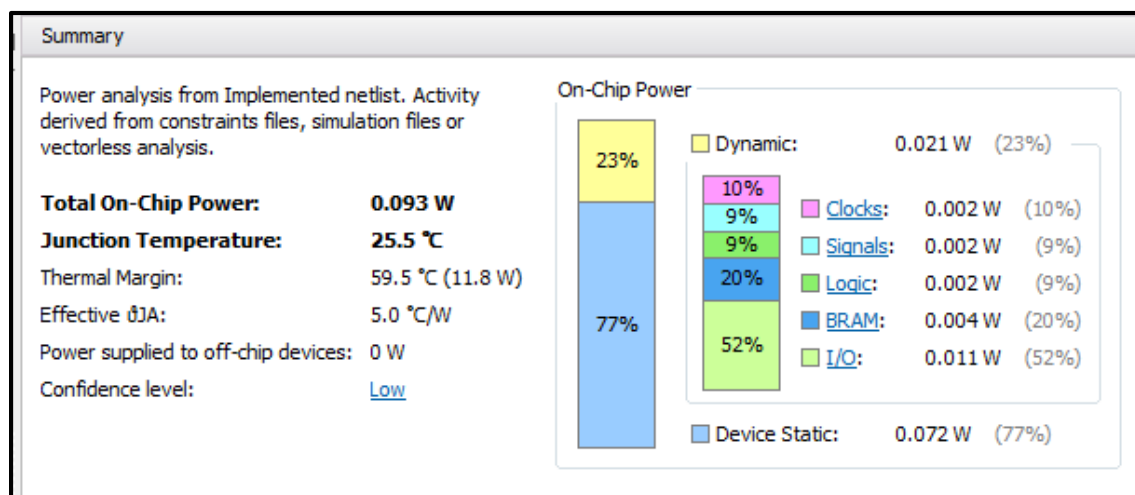 Summary
Power analysis from Implemented netlist. Activity
derived from constraints files, simulation files or
vectorless analysis.
Total On-Chip Power: 0.093 W
Junction Temperature: 25.5 °C
Thermal Margin: 59.5 °C (11.8 W)
Effective ϑJA: 5.0 °C/W
Power supplied to off-chip devices: 0 W
Confidence level: Low
On-Chip Power
23%
77%
Dynamic: 0.021 W (23%)
10%
9%
9%
20%
52%
Clocks: 0.002 W (10%)
Signals: 0.002 W (9%)
Logic: 0.002 W (9%)
BRAM: 0.004 W (20%)
I/O: 0.011 W (52%)
Device Static: 0.072 W (77%)